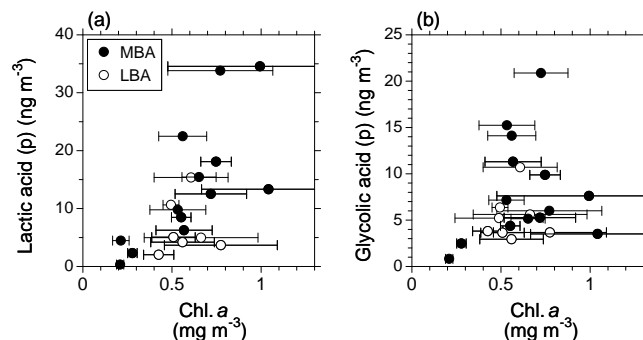 (a)
40
30
20
10
0
Lactic acid (p) (ng m-3)
MBA
LBA
0
0.5
1
Chl. a
(mg m-3)
(b)
25
20
15
10
5
0
Glycolic acid (p) (ng m-3)
0
0.5
1
Chl. a
(mg m-3)